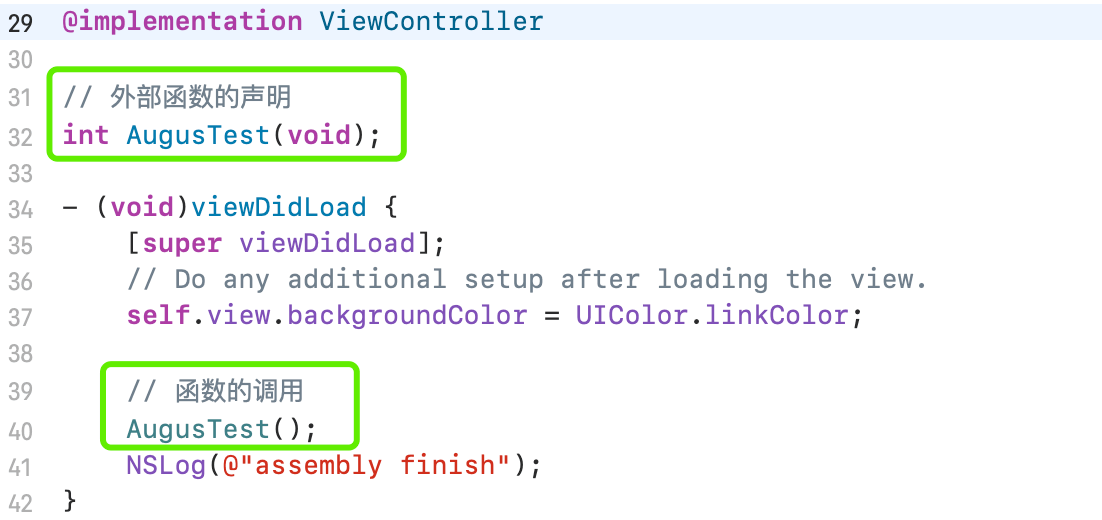 29 @implementation ViewController
30
31 // 外部函数的声明
32 int AugusTest(void);
33
34 - (void)viewDidLoad {
35     [super viewDidLoad];
36     // Do any additional setup after loading the view.
37     self.view.backgroundColor = UIColor.linkColor;
38
39     // 函数的调用
40     AugusTest();
41     NSLog(@"assembly finish");
42 }